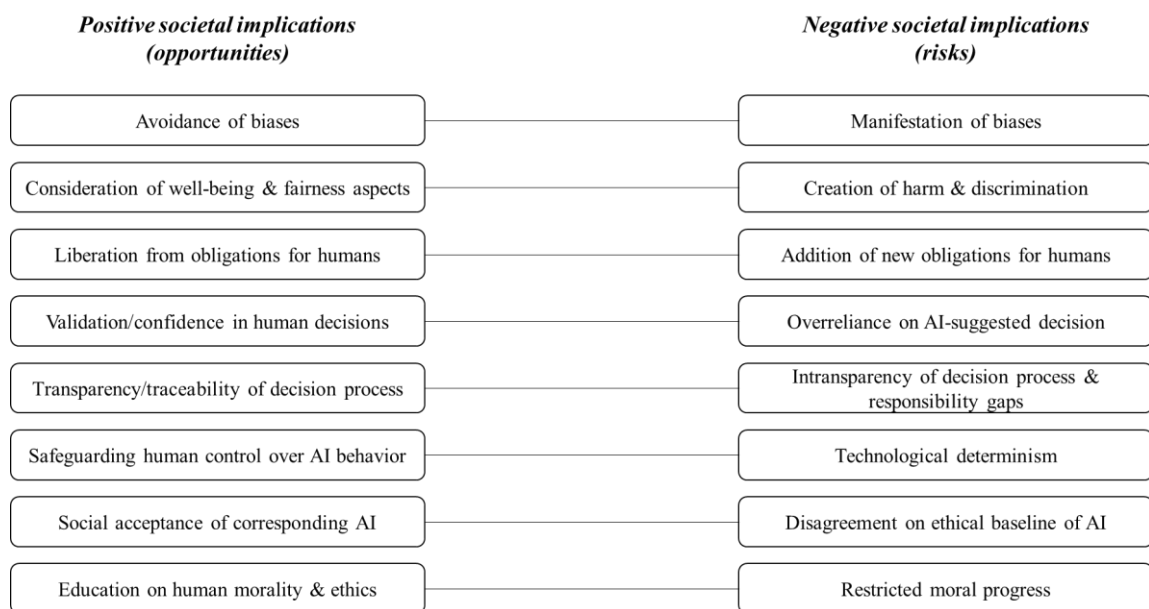 Positive societal implications
(opportunities)
Negative societal implications
(risks)
Avoidance of biases
Manifestation of biases
Consideration of well-being & fairness aspects
Creation of harm & discrimination
Liberation from obligations for humans
Addition of new obligations for humans
Validation/confidence in human decisions
Overreliance on AI-suggested decision
Transparency/traceability of decision process
Intransparency of decision process &
responsibility gaps
Safeguarding human control over AI behavior
Technological determinism
Social acceptance of corresponding AI
Disagreement on ethical baseline of AI
Education on human morality & ethics
Restricted moral progress